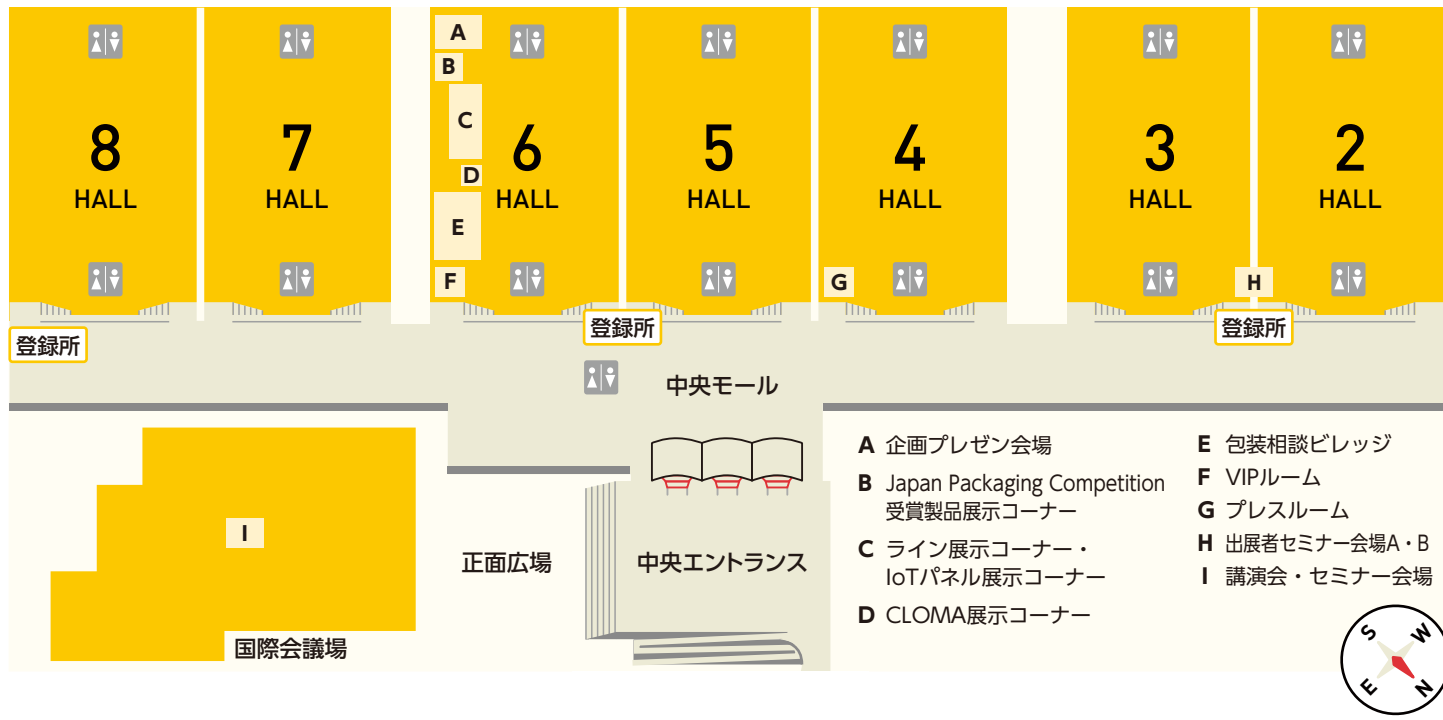 8
HALL
7
HALL
A
B
C
D
E
F
6
HALL
5
HALL
4
HALL
G
3
HALL
2
HALL
H
登録所
登録所
登録所
中央モール
I
国際会議場
正面広場
中央エントランス
A 企画プレゼン会場
B Japan Packaging Competition
受賞製品展示コーナー
C ライン展示コーナー・
IoTパネル展示コーナー
D CLOMA展示コーナー
E 包装相談ビレッジ
F VIPルーム
G プレスルーム
H 出展者セミナー会場A・B
I 講演会・セミナー会場
S W
E N